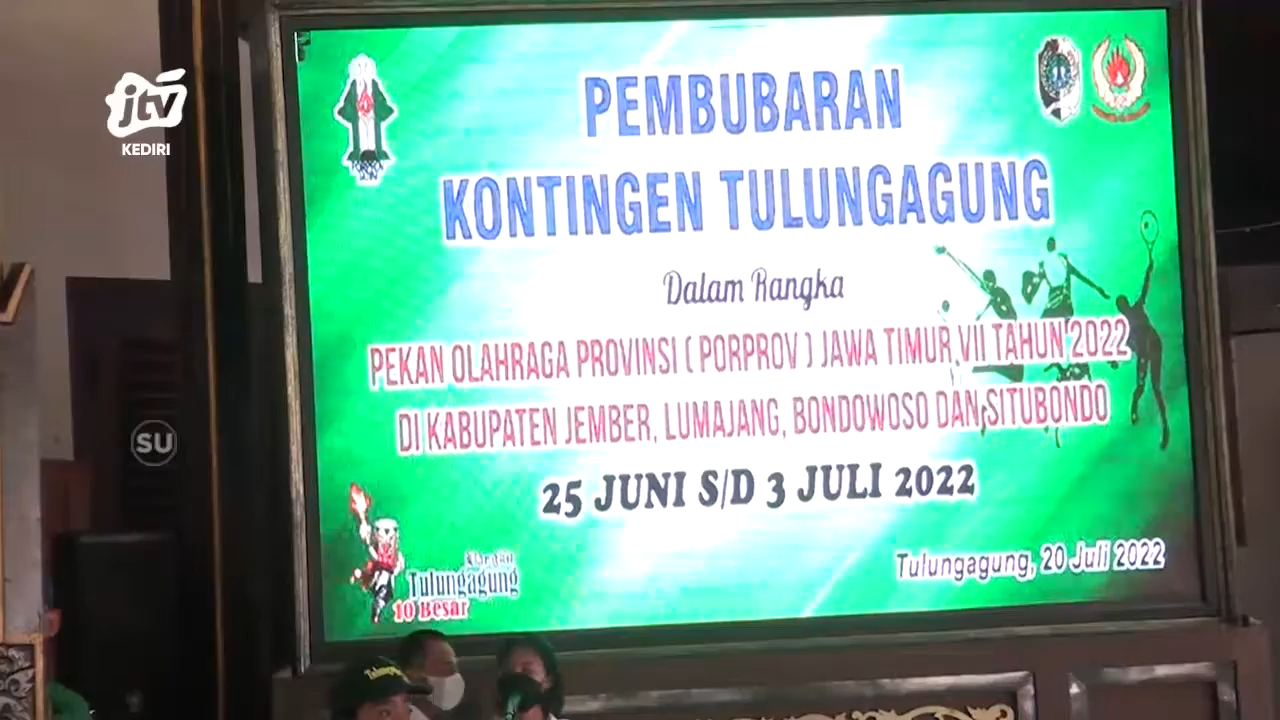 jtv
KEDIRI
PEMBUBARAN
KONTINGEN TULUNGAGUNG
Dalam Rangka
PEKAN OLAHRAGA PROVINSI ( PORPROV ) JAWA TIMUR VII TAHUN 2022
DI KABUPATEN JEMBER, LUMAJANG, BONDOWOSO DAN SITUBONDO
25 JUNI S/D 3 JULI 2022
Tulungagung, 20 Juli 2022
Tulungagung
10 Besar
SU